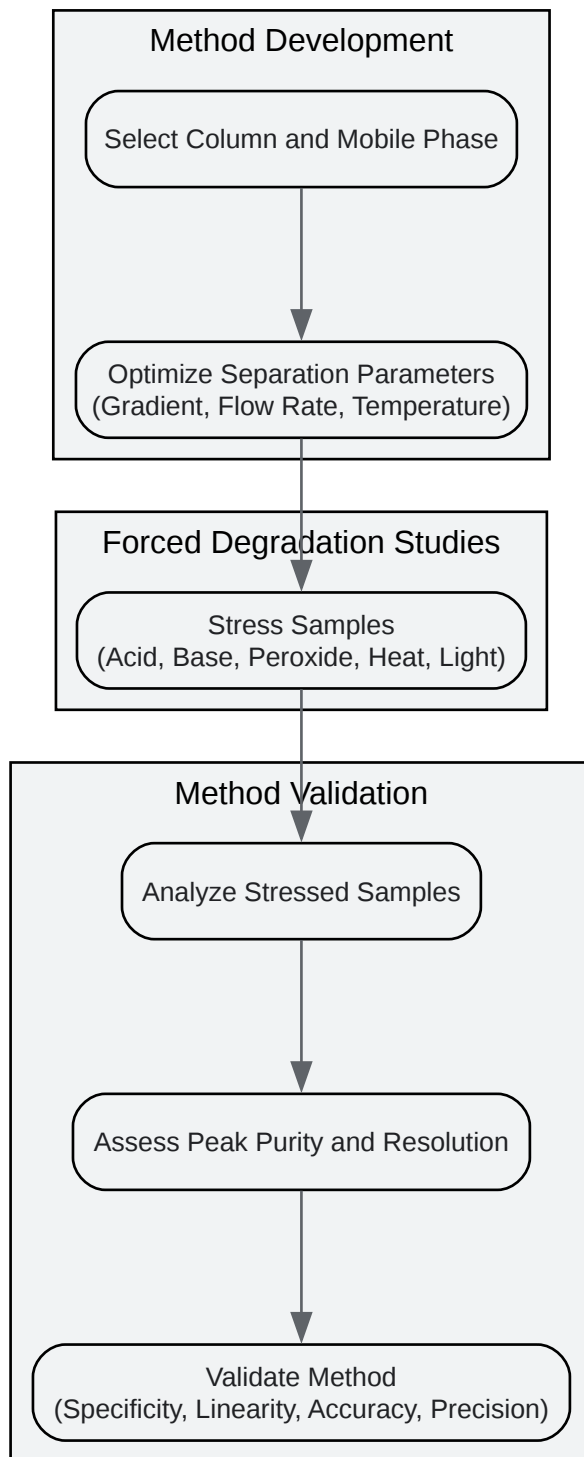 Method Development
Select Column and Mobile Phase
Optimize Separation Parameters
(Gradient, Flow Rate, Temperature)
Forced Degradation Studies
Stress Samples
(Acid, Base, Peroxide, Heat, Light)
Method Validation
Analyze Stressed Samples
Assess Peak Purity and Resolution
Validate Method
(Specificity, Linearity, Accuracy, Precision)